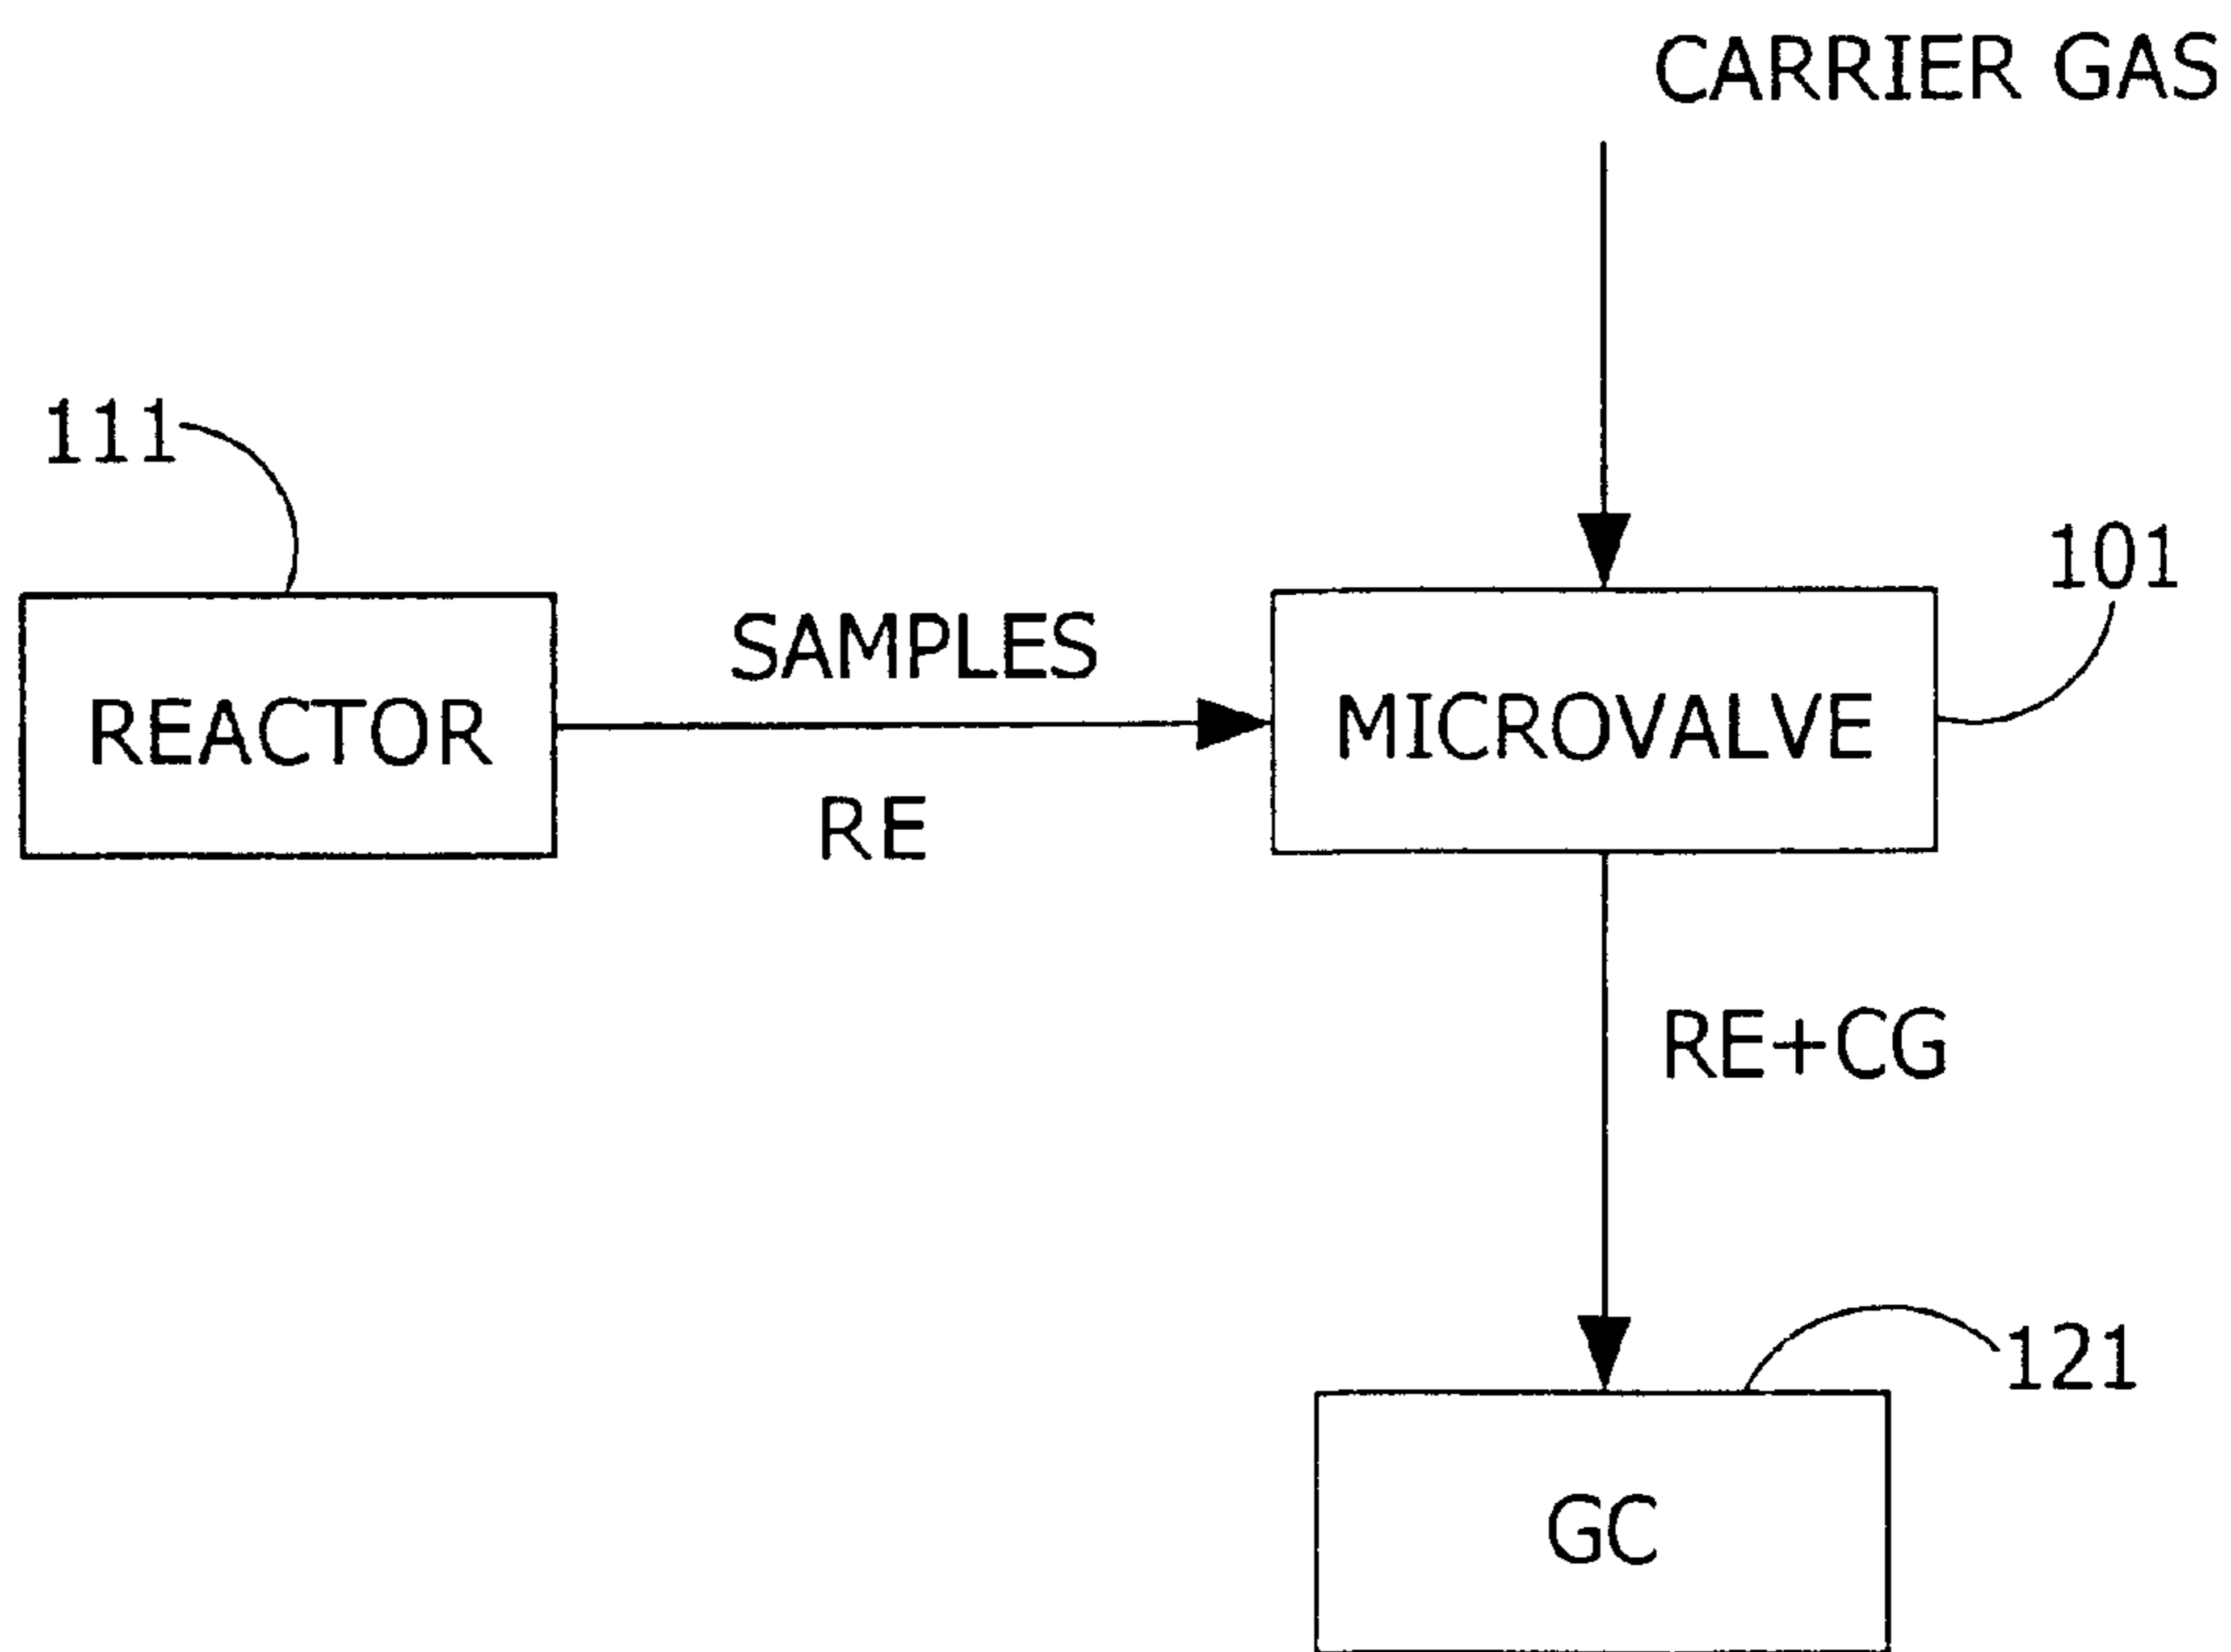 CARRIER GAS
111
101
SAMPLES
REACTOR
MICROVALVE
RE
RE+CG
121
GC